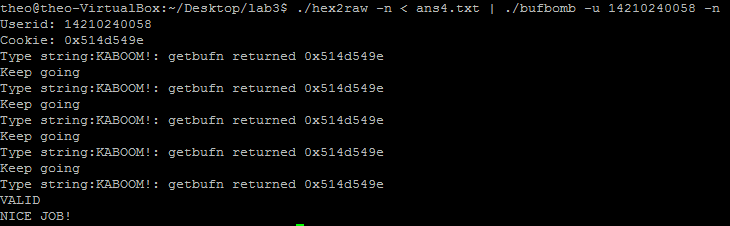 theo@theo-VirtualBox:~/Desktop/lab3$ ./hex2raw -n < ans4.txt | ./bufbomb -u 14210240058 -n
Userid: 14210240058
Cookie: 0x514d549e
Type string:KABOOM!: getbufn returned 0x514d549e
Keep going
Type string:KABOOM!: getbufn returned 0x514d549e
Keep going
Type string:KABOOM!: getbufn returned 0x514d549e
Keep going
Type string:KABOOM!: getbufn returned 0x514d549e
Keep going
Type string:KABOOM!: getbufn returned 0x514d549e
VALID
NICE JOB!